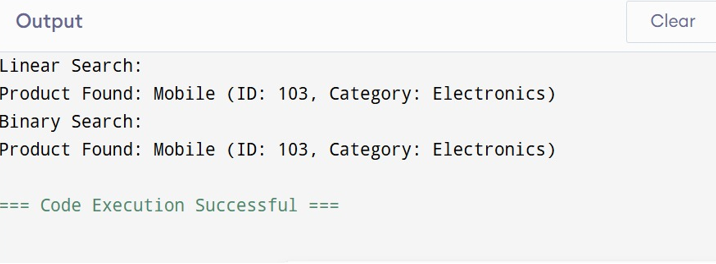 Output
Clear
Linear Search:
Product Found: Mobile (ID: 103, Category: Electronics)
Binary Search:
Product Found: Mobile (ID: 103, Category: Electronics)
=== Code Execution Successful ===